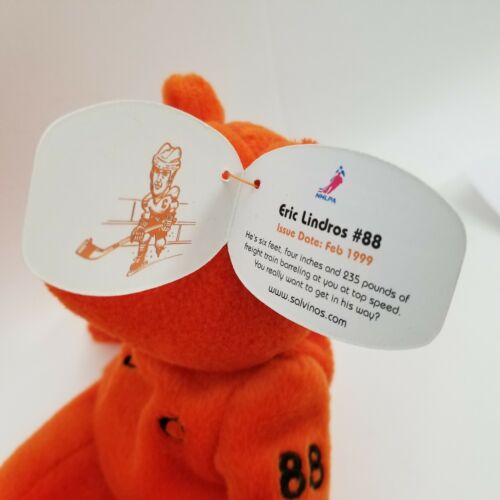 NHLPA
Eric Lindros #88
Issue Date: Feb 1999
He's six feet, four inches and 235 pounds of
freight train barreling at you at top speed.
You really want to get in his way?
www.salvinos.com
88